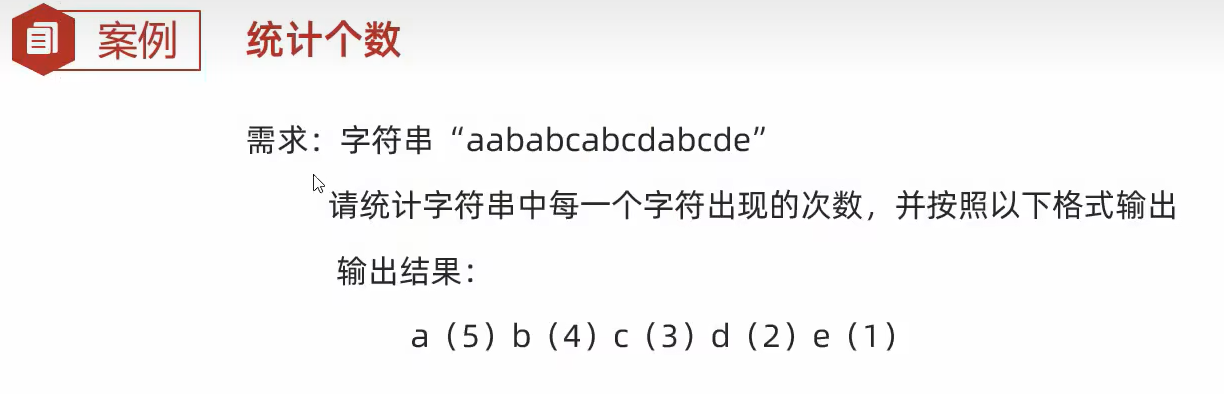 案例 统计个数
需求：字符串“aababcabcdabcde”
请统计字符串中每一个字符出现的次数，并按照以下格式输出
输出结果：
a（5）b（4）c（3）d（2）e（1）